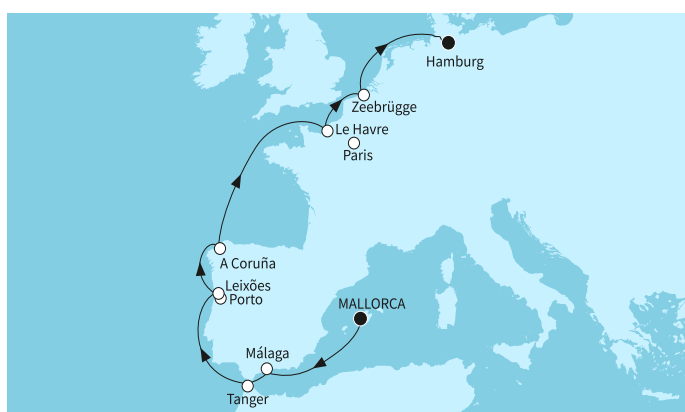 Hamburg
Zeebrügge
Le Havre
Paris
A Coruña
Leixões
Porto
MALLORCA
Málaga
Tanger